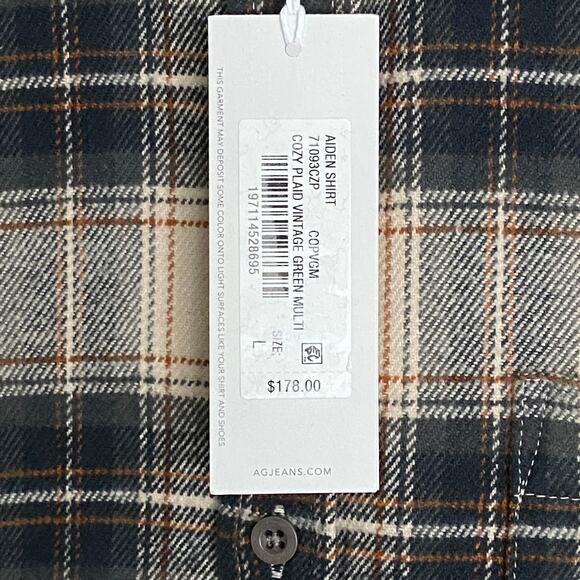 THIS GARMENT MAY DEPOSIT SOME COLOR ONTO LIGHT SURFACES LIKE YOUR SHIRT AND SHOES
AIDEN SHIRT
71093CZP COPVGM
COZY PLAID VINTAGE GREEN MULTI
197114528695
SIZE:
L
$178.00
AGJEANS.COM